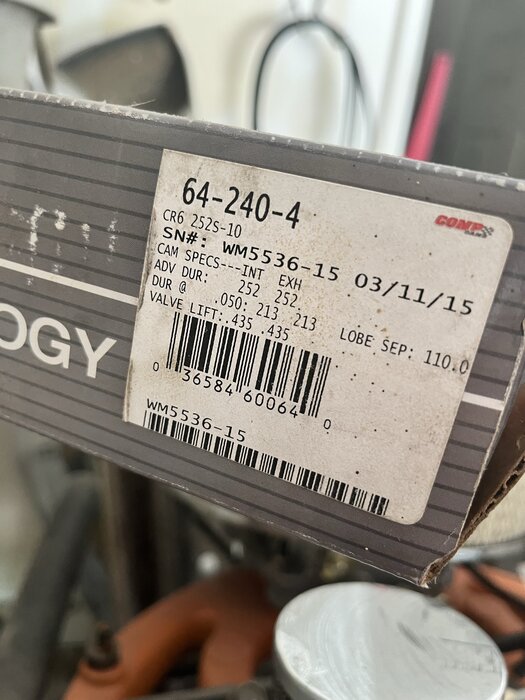 64-240-4
COMP
CAMS
CR6 252S-10
SN#: WM5536-15 03/11/15
CAM SPECS---INT EXH
ADV DUR: 252 252
DUR @ .050: 213 213 LOBE SEP: 110.0
VALVE LIFT:.435 .435
OGY
0 36584 60064 0
WM5536-15